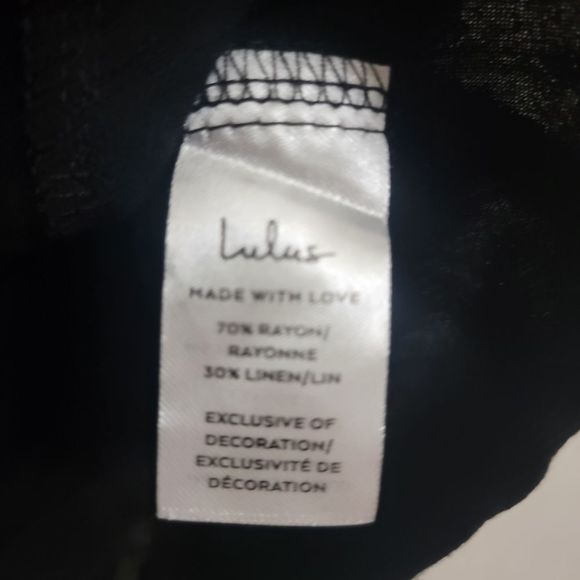 Lulus
MADE WITH LOVE
70% RAYON/
RAYONNE
30% LINEN/LIN
EXCLUSIVE OF
DECORATION/
EXCLUSIVITÉ DE
DÉCORATION